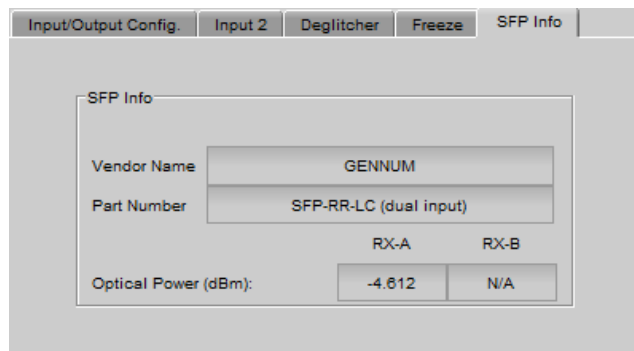 Input/Output Config. Input 2 Deglitcher Freeze SFP Info
SFP Info
Vendor Name GENNUM
Part Number SFP-RR-LC (dual input)
RX-A RX-B
Optical Power (dBm): -4.612 N/A